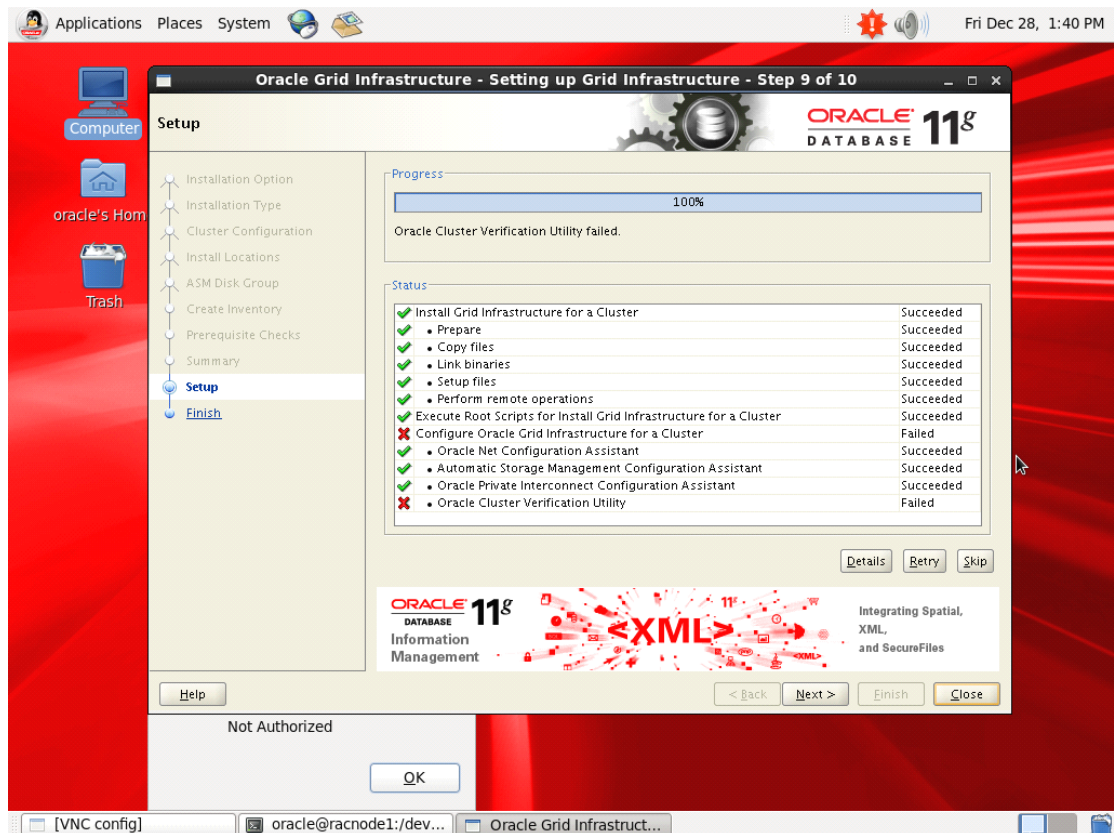 Applications Places System
Fri Dec 28, 1:40 PM
Computer
oracle's Hom
Trash
Oracle Grid Infrastructure - Setting up Grid Infrastructure - Step 9 of 10
Setup
ORACLE
DATABASE 11g
Installation Option
Installation Type
Cluster Configuration
Install Locations
ASM Disk Group
Create Inventory
Prerequisite Checks
Summary
Setup
Finish
Progress
100%
Oracle Cluster Verification Utility failed.
Status
Install Grid Infrastructure for a Cluster Succeeded
• Prepare Succeeded
• Copy files Succeeded
• Link binaries Succeeded
• Setup files Succeeded
• Perform remote operations Succeeded
Execute Root Scripts for Install Grid Infrastructure for a Cluster Succeeded
Configure Oracle Grid Infrastructure for a Cluster Failed
• Oracle Net Configuration Assistant Succeeded
• Automatic Storage Management Configuration Assistant Succeeded
• Oracle Private Interconnect Configuration Assistant Succeeded
• Oracle Cluster Verification Utility Failed
Details Retry Skip
ORACLE
DATABASE 11g
Information
Management
<XML>
11g
<XML>
Integrating Spatial,
XML,
and SecureFiles
Help < Back Next > Finish Close
Not Authorized
OK
[VNC config] oracle@racnode1:/dev... Oracle Grid Infrastruct...